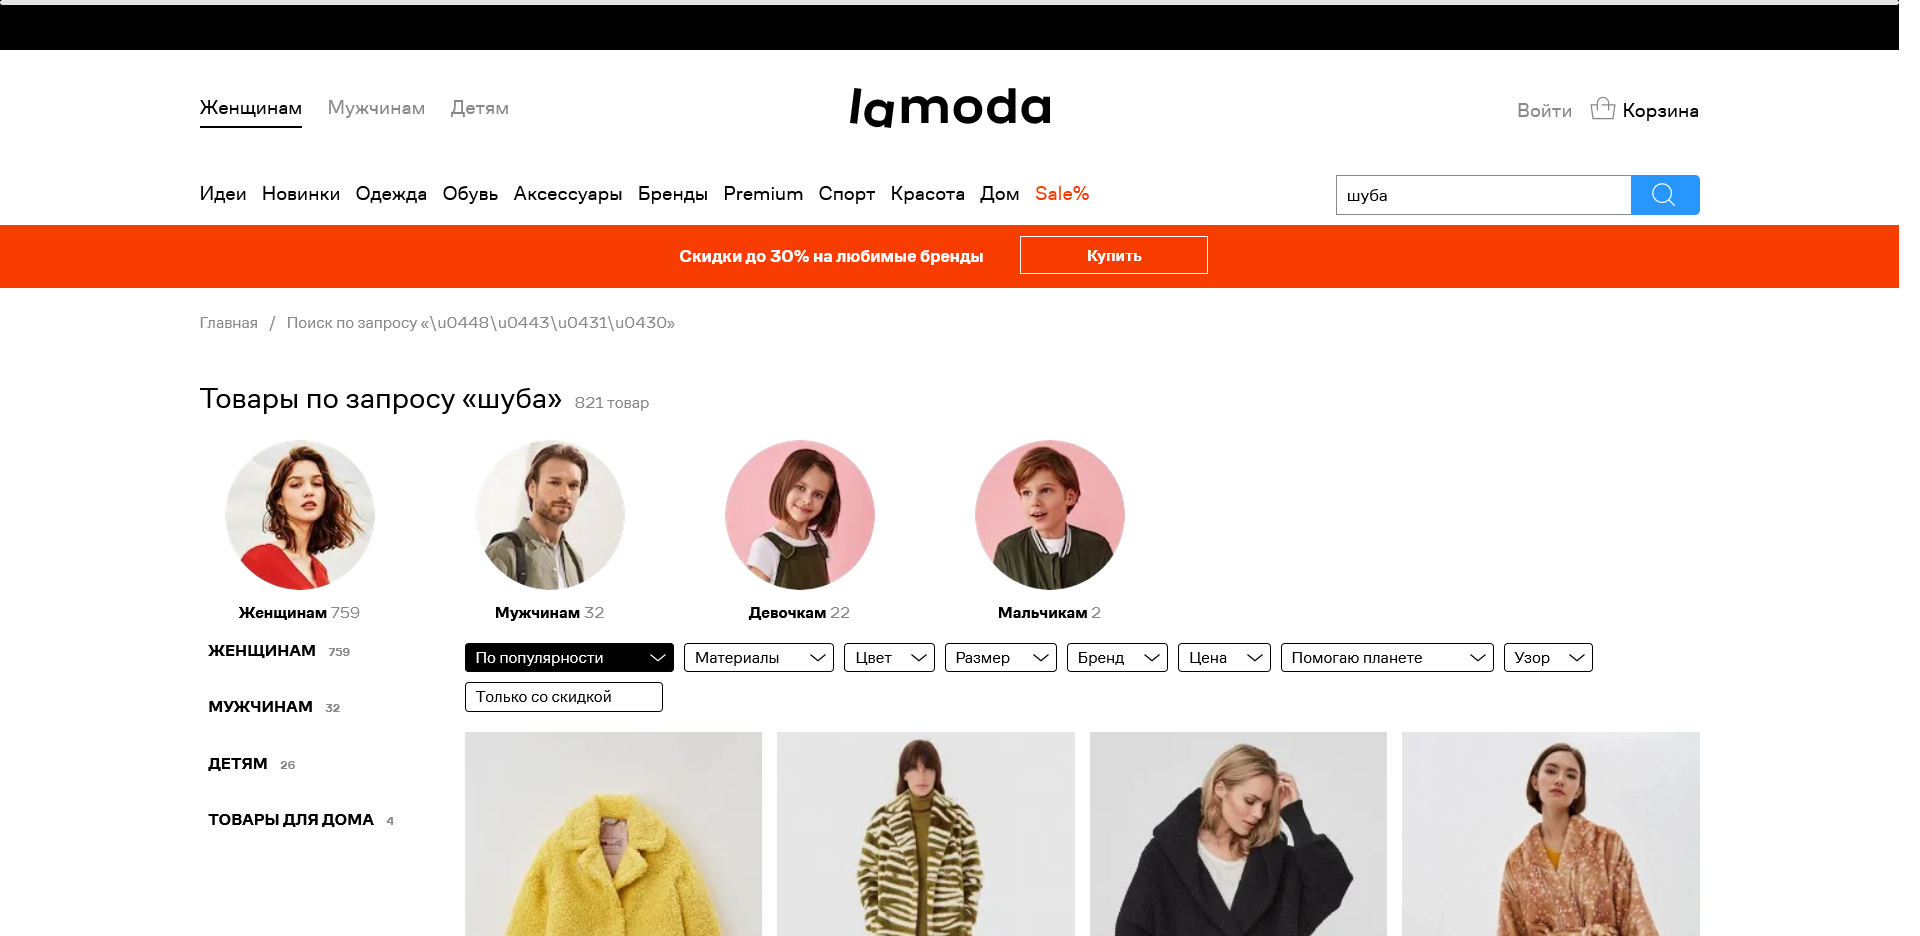 Женщинам Мужчинам Детям
lamoda
Войти Корзина
Идеи Новинки Одежда Обувь Аксессуары Бренды Premium Спорт Красота Дом Sale%
шуба
Скидки до 30% на любимые бренды Купить
Главная / Поиск по запросу «\u0448\u0443\u0431\u0430»
Товары по запросу «шуба» 821 товар
Женщинам 759 Мужчинам 32 Девочкам 22 Мальчикам 2
ЖЕНЩИНАМ 759
МУЖЧИНАМ 32
ДЕТЯМ 26
ТОВАРЫ ДЛЯ ДОМА 4
По популярности Материалы Цвет Размер Бренд Цена Помогаю планете Узор
Только со скидкой